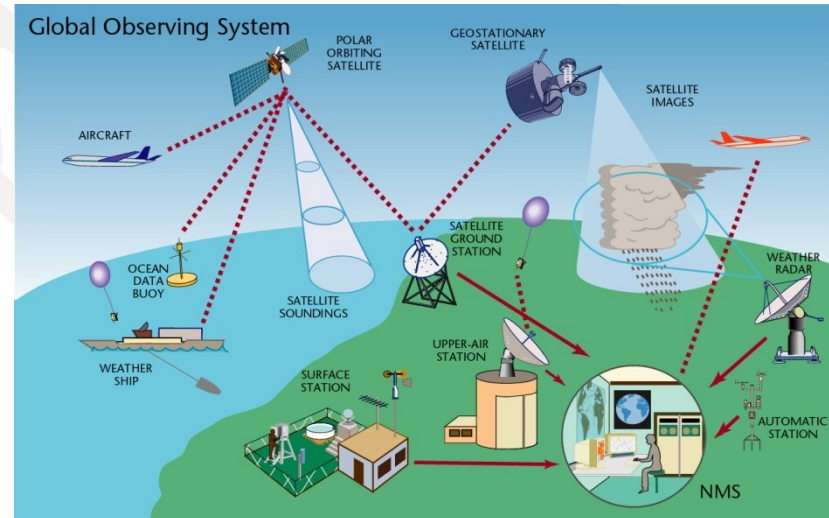 Global Observing System
POLAR
ORBITING
SATELLITE
GEOSTATIONARY
SATELLITE
SATELLITE
IMAGES
AIRCRAFT
OCEAN
DATA
BUOY
SATELLITE
SOUNDINGS
SATELLITE
GROUND
STATION
WEATHER
RADAR
WEATHER
SHIP
SURFACE
STATION
UPPER-AIR
STATION
AUTOMATIC
STATION
NMS